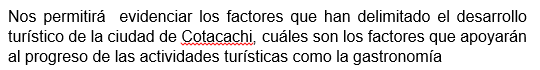 Nos permitirá  evidenciar los factores que han delimitado el desarrollo
turístico de la ciudad de Cotacachi, cuáles son los factores que apoyarán
al progreso de las actividades turísticas como la gastronomía